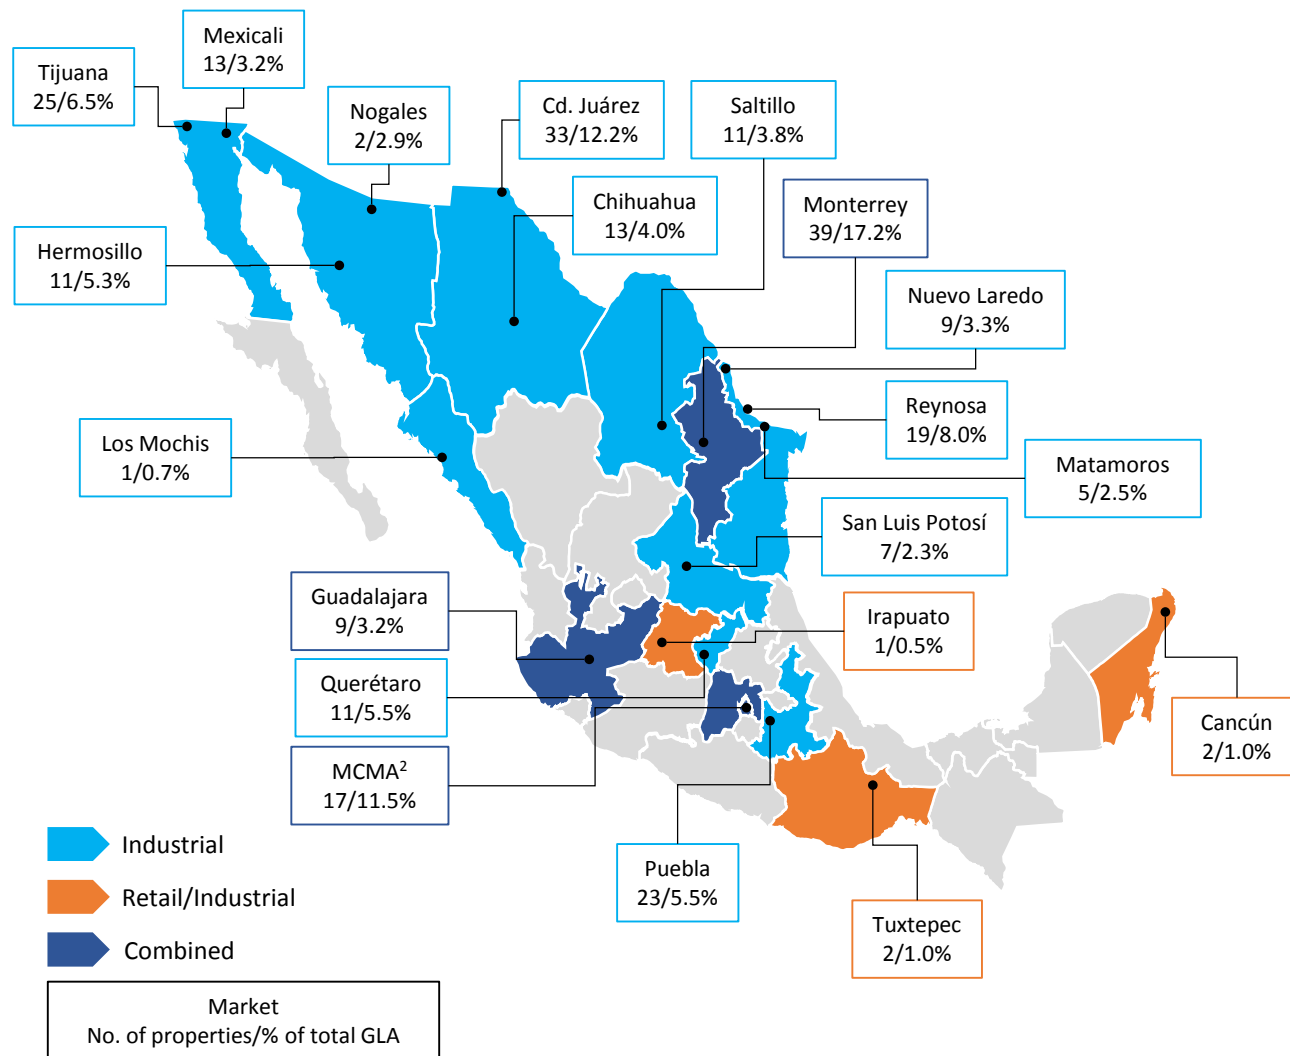 Mexicali
13/3.2%
Tijuana
25/6.5%
Nogales
2/2.9%
Cd. Juárez
33/12.2%
Saltillo
11/3.8%
Chihuahua
13/4.0%
Monterrey
39/17.2%
Hermosillo
11/5.3%
Nuevo Laredo
9/3.3%
Reynosa
19/8.0%
Los Mochis
1/0.7%
Matamoros
5/2.5%
San Luis Potosí
7/2.3%
Guadalajara
9/3.2%
Irapuato
1/0.5%
Querétaro
11/5.5%
Cancún
2/1.0%
MCMA²
17/11.5%
Puebla
23/5.5%
Tuxtepec
2/1.0%
Industrial
Retail/Industrial
Combined
Market
No. of properties/% of total GLA